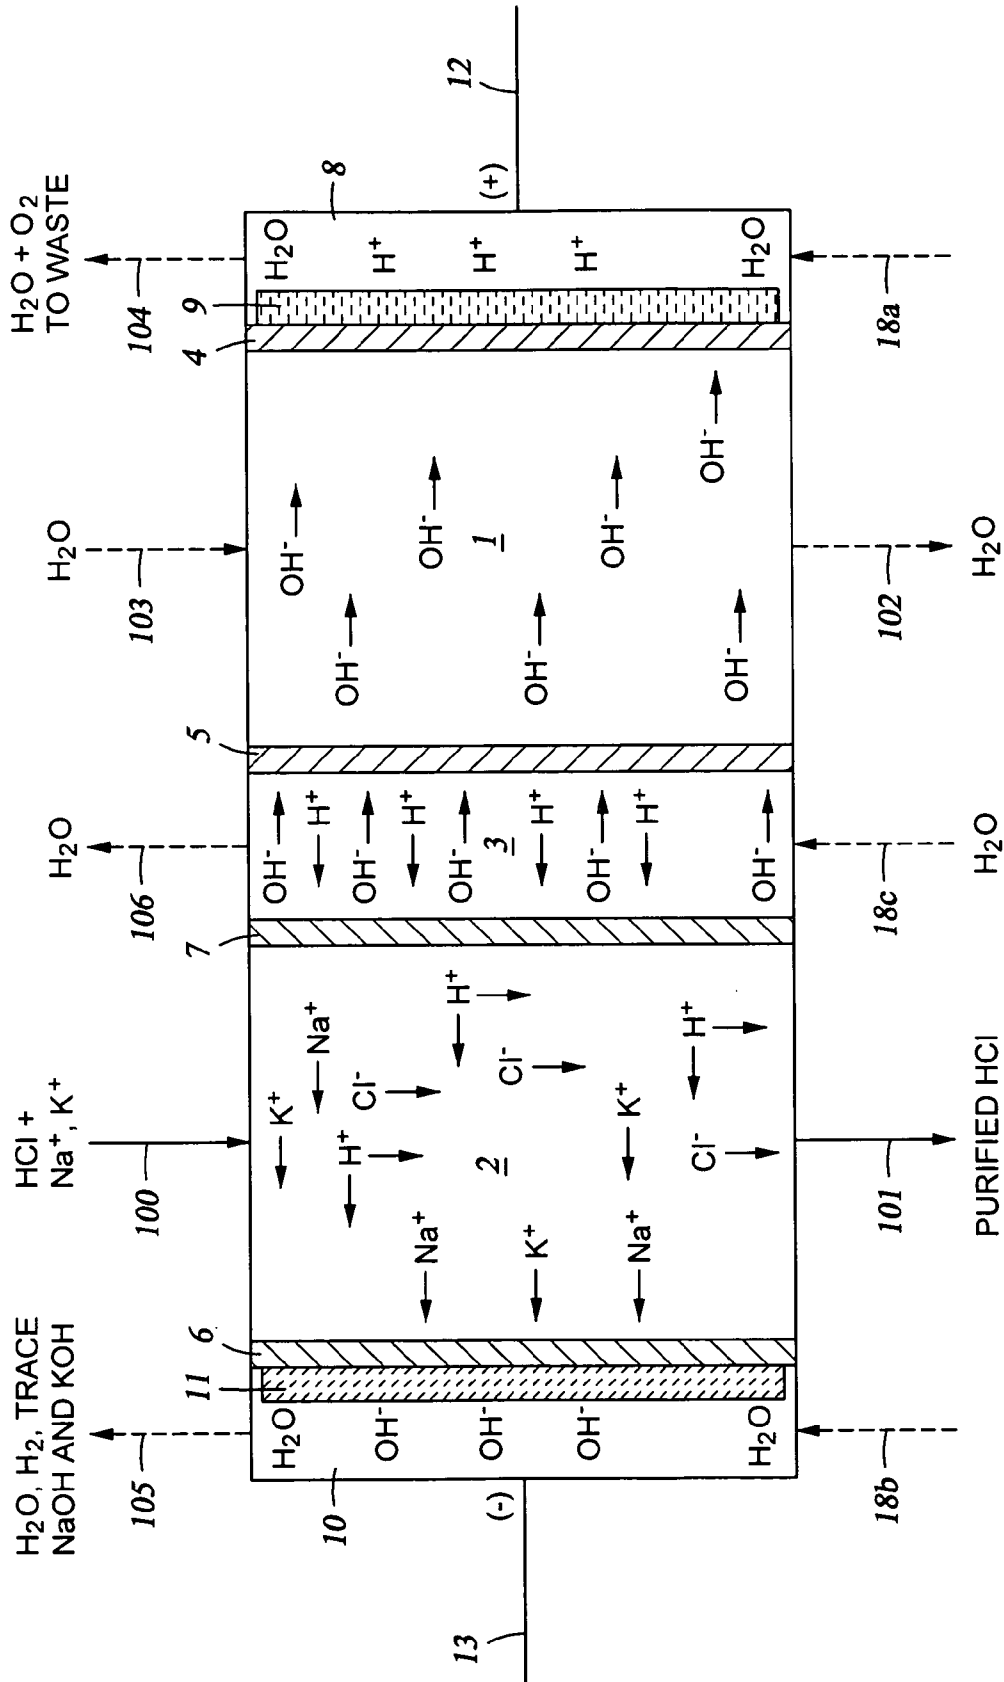 H₂O, H₂, TRACE
NaOH AND KOH
HCl +
Na⁺, K⁺
H₂O
H₂O
H₂O + O₂
TO WASTE
105
100
106
103
104
11
6
7
5
4
9
10
8
13
(-)
(+)
12
H₂O
OH⁻
OH⁻
OH⁻
H₂O
K⁺
Na⁺
H⁺
Cl⁻
Na⁺
H⁺
2
Cl⁻
K⁺
K⁺
Na⁺
H⁺
Cl⁻
OH⁻
H⁺
OH⁻
H⁺
OH⁻
3
H⁺
OH⁻
H⁺
OH⁻
OH⁻
OH⁻
OH⁻
1
OH⁻
OH⁻
OH⁻
OH⁻
H₂O
H⁺
H⁺
H⁺
H₂O
18b
101
18c
102
18a
PURIFIED HCl
H₂O
H₂O